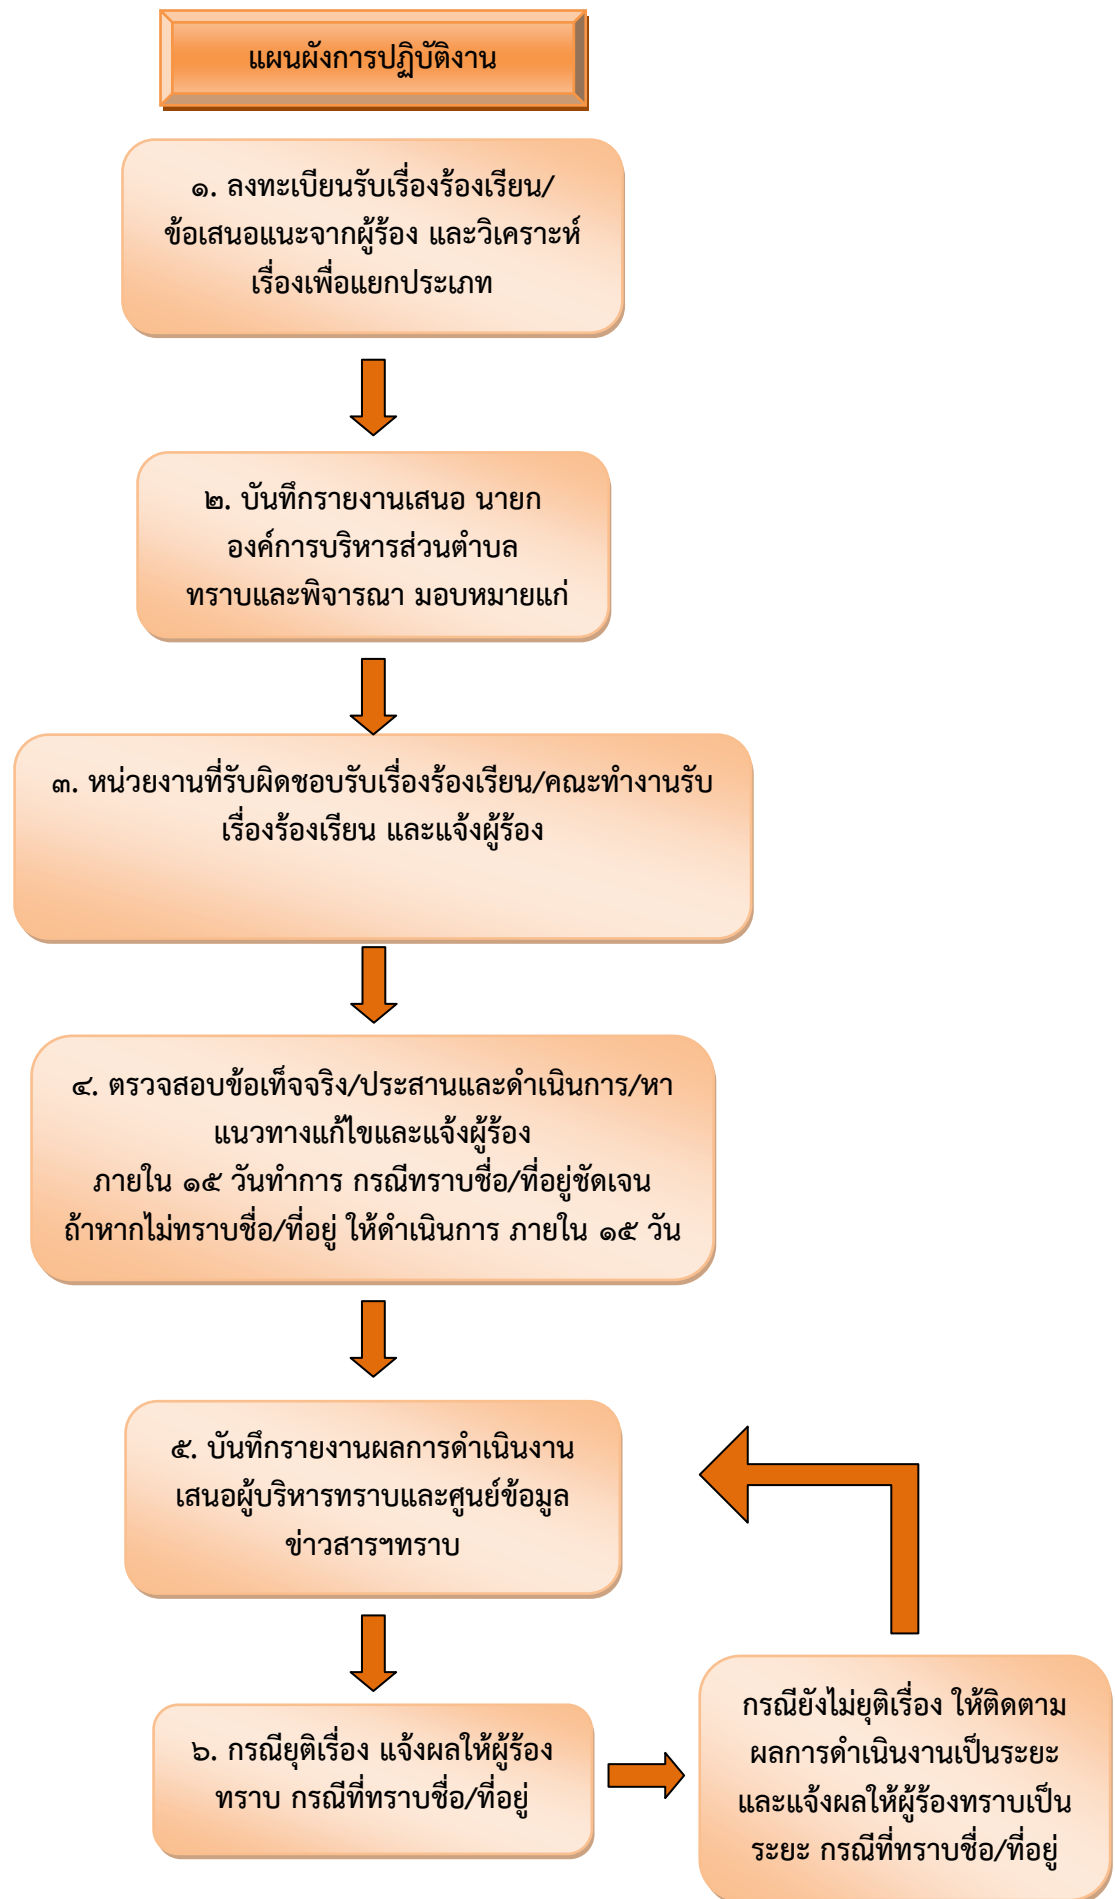 แผนผังการปฏิบัติงาน
๑. ลงทะเบียนรับเรื่องร้องเรียน/
ข้อเสนอแนะจากผู้ร้อง และวิเคราะห์
เรื่องเพื่อแยกประเภท
๒. บันทึกรายงานเสนอ นายก
องค์การบริหารส่วนตำบล
ทราบและพิจารณา มอบหมายแก่
๓. หน่วยงานที่รับผิดชอบรับเรื่องร้องเรียน/คณะทำงานรับ
เรื่องร้องเรียน และแจ้งผู้ร้อง
๔. ตรวจสอบข้อเท็จจริง/ประสานและดำเนินการ/หา
แนวทางแก้ไขและแจ้งผู้ร้อง
ภายใน ๑๕ วันทำการ กรณีทราบชื่อ/ที่อยู่ชัดเจน
ถ้าหากไม่ทราบชื่อ/ที่อยู่ ให้ดำเนินการ ภายใน ๑๕ วัน
๕. บันทึกรายงานผลการดำเนินงาน
เสนอผู้บริหารทราบและศูนย์ข้อมูล
ข่าวสารฯทราบ
๖. กรณียุติเรื่อง แจ้งผลให้ผู้ร้อง
ทราบ กรณีที่ทราบชื่อ/ที่อยู่
กรณียังไม่ยุติเรื่อง ให้ติดตาม
ผลการดำเนินงานเป็นระยะ
และแจ้งผลให้ผู้ร้องทราบเป็น
ระยะ กรณีที่ทราบชื่อ/ที่อยู่